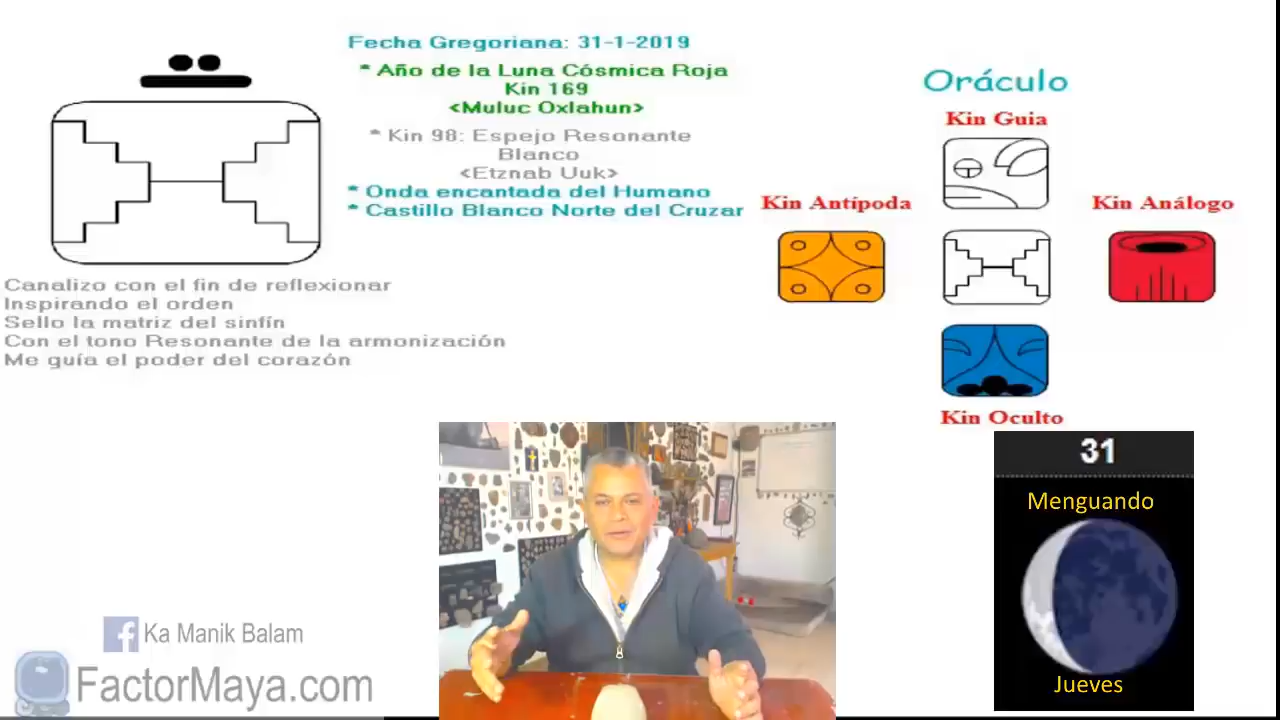 Fecha Gregoriana: 31-1-2019
* Año de la Luna Cósmica Roja
Kin 169
<Muluc Oxlahun>
* Kin 98: Espejo Resonante
Blanco
<Etznab Uuk>
* Onda encantada del Humano
* Castillo Blanco Norte del Cruzar
Canalizo con el fin de reflexionar
Inspirando el orden
Sello la matriz del sinfín
Con el tono Resonante de la armonización
Me guía el poder del corazón
Oráculo
Kin Guia
Kin Antípoda
Kin Análogo
Kin Oculto
31
Menguando
Jueves
Ka Manik Balam
FactorMaya.com